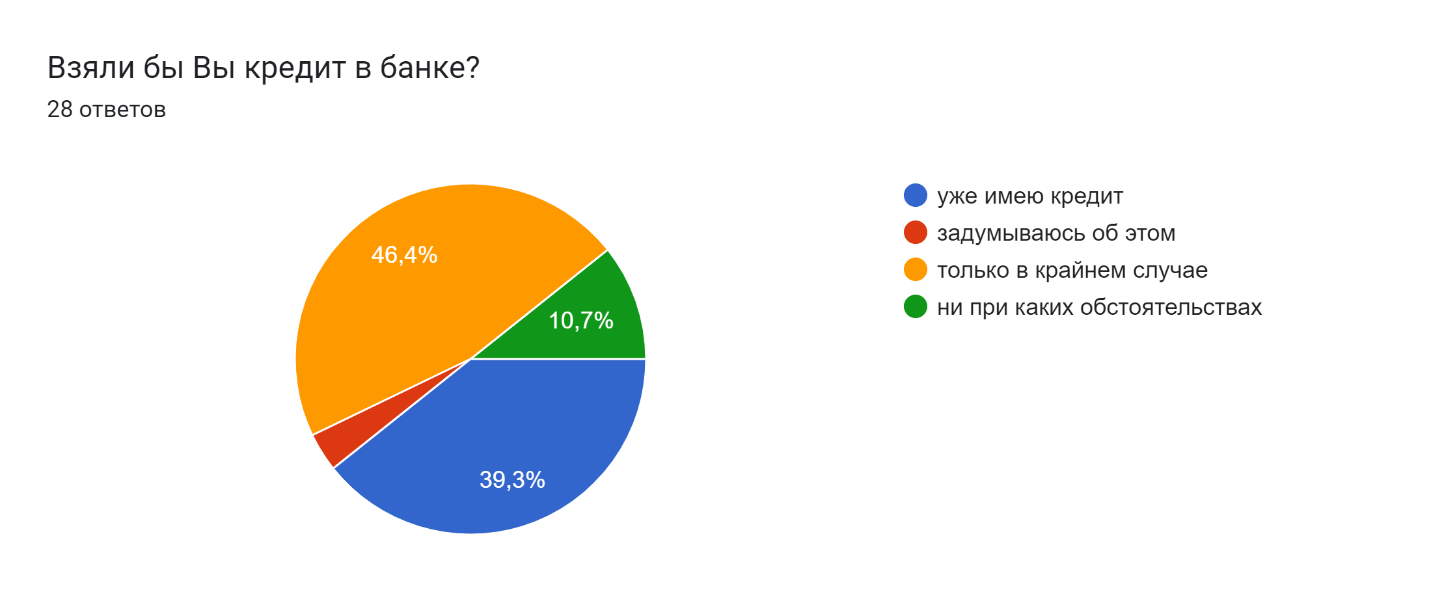 Взяли бы Вы кредит в банке?
28 ответов
46,4%
10,7%
39,3%
уже имею кредит
задумываюсь об этом
только в крайнем случае
ни при каких обстоятельствах